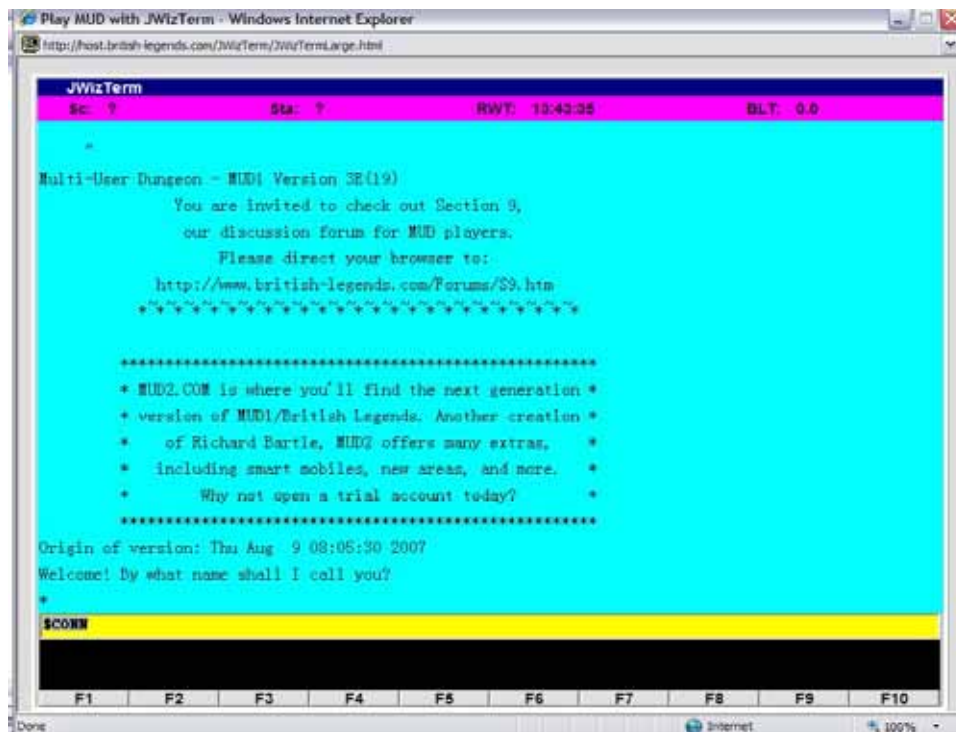 Play MUD with JWizTerm - Windows Internet Explorer
http://host.british-legends.com/JWizTerm/JWizTermLarge.html
JWizTerm
Sc: ? Sta: ? RWT: 13:43:35 BLT: 0.0
Multi-User Dungeon - MUD1 Version 3E(19)
You are invited to check out Section 9,
our discussion forum for MUD players.
Please direct your browser to:
http://www.british-legends.com/Forums/S9.htm
*~*~*~*~*~*~*~*~*~*~*~*~*~*~*~*~*~*~*~*~*~*~*~*~*
*****************************************************
* MUD2.COM is where you'll find the next generation *
* version of MUD1/British Legends. Another creation *
* of Richard Bartle, MUD2 offers many extras, *
* including smart mobiles, new areas, and more. *
* Why not open a trial account today? *
*****************************************************
Origin of version: Thu Aug 9 08:05:30 2007
Welcome! By what name shall I call you?
*
$CONN
F1 F2 F3 F4 F5 F6 F7 F8 F9 F10
Done Internet 100%